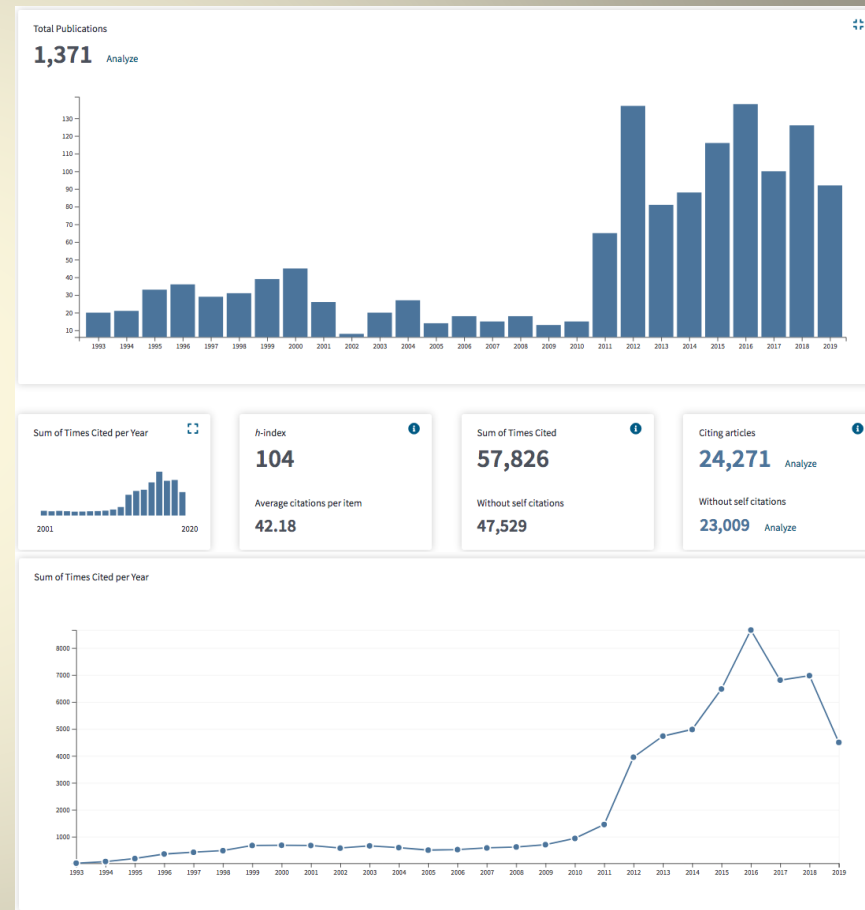 Total Publications
1,371 Analyze
130
120
110
100
90
80
70
60
50
40
30
20
10
1993 1994 1995 1996 1997 1998 1999 2000 2001 2002 2003 2004 2005 2006 2007 2008 2009 2010 2011 2012 2013 2014 2015 2016 2017 2018 2019
Sum of Times Cited per Year
2001 2020
h-index
104
Average citations per item
42.18
Sum of Times Cited
57,826
Without self citations
47,529
Citing articles
24,271 Analyze
Without self citations
23,009 Analyze
Sum of Times Cited per Year
8000
7000
6000
5000
4000
3000
2000
1000
1993 1994 1995 1996 1997 1998 1999 2000 2001 2002 2003 2004 2005 2006 2007 2008 2009 2010 2011 2012 2013 2014 2015 2016 2017 2018 2019